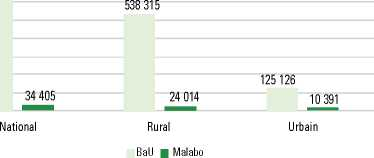 538 315
125 126
34 405
24 014
10 391
National
Rural
Urbain
BaU
Malabo